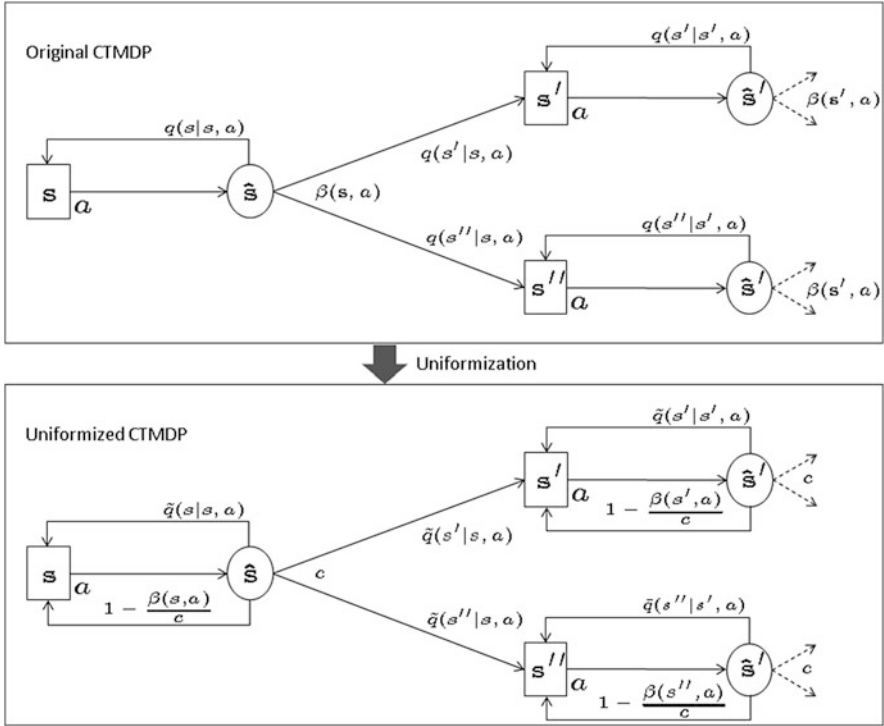 Original CTMDP
q(s|s, a)
s
a
ŝ
β(s, a)
q(s′|s, a)
q(s′′|s, a)
q(s′|s′, a)
s′
a
ŝ′
β(s′, a)
q(s′′|s′, a)
s′′
a
ŝ′
β(s′, a)
Uniformization
Uniformized CTMDP
q̃(s|s, a)
s
a
ŝ
1 − β(s,a)/c
c
q̃(s′|s, a)
q̃(s′′|s, a)
q̃(s′|s′, a)
s′
a
ŝ′
1 − β(s′,a)/c
c
q̃(s′′|s′, a)
s′′
a
ŝ′
1 − β(s′′,a)/c
c